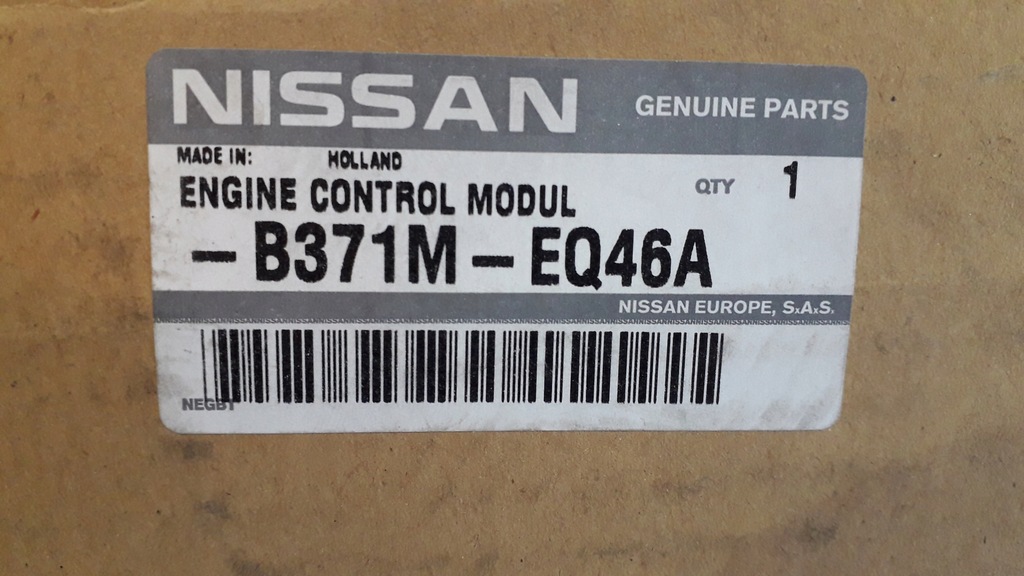 NISSAN GENUINE PARTS
MADE IN: HOLLAND
ENGINE CONTROL MODUL QTY 1
- B371M - EQ46A
NISSAN EUROPE, S.A.S.
NEGBT